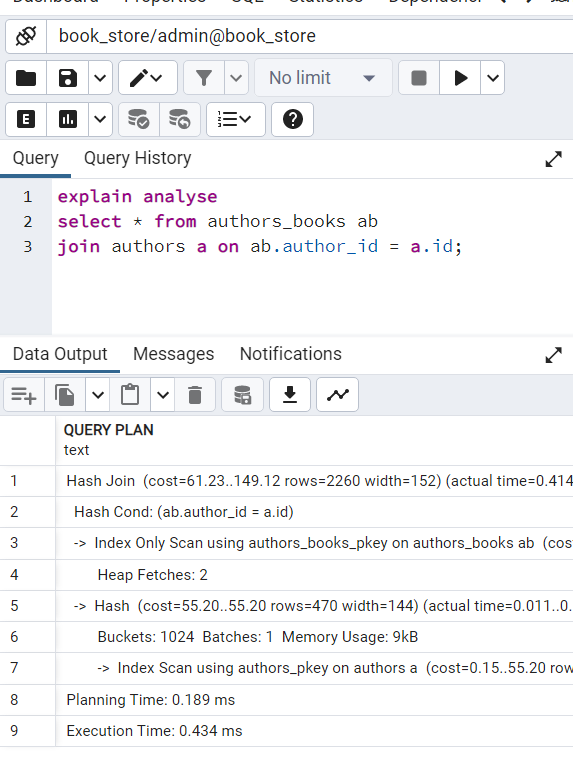 Dashboard Properties SQL Statistics
book_store/admin@book_store
No limit
E
Query Query History
1 explain analyse
2 select * from authors_books ab
3 join authors a on ab.author_id = a.id;
Data Output Messages Notifications
QUERY PLAN
text
1 Hash Join (cost=61.23..149.12 rows=2260 width=152) (actual time=0.414
2 Hash Cond: (ab.author_id = a.id)
3 -> Index Only Scan using authors_books_pkey on authors_books ab (cos
4 Heap Fetches: 2
5 -> Hash (cost=55.20..55.20 rows=470 width=144) (actual time=0.011..0.
6 Buckets: 1024 Batches: 1 Memory Usage: 9kB
7 -> Index Scan using authors_pkey on authors a (cost=0.15..55.20 row
8 Planning Time: 0.189 ms
9 Execution Time: 0.434 ms